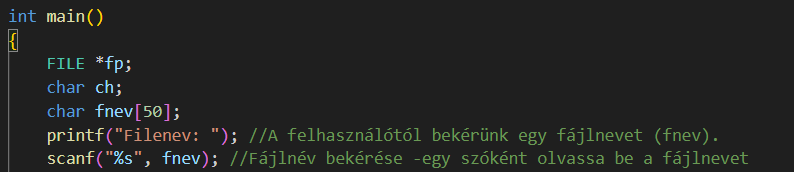 int main()
{
FILE *fp;
char ch;
char fnev[50];
printf("Filenev: "); //A felhasználótól bekérünk egy fájlnevet (fnev).
scanf("%s", fnev); //Fájlnév bekérése -egy szóként olvassa be a fájlnevet